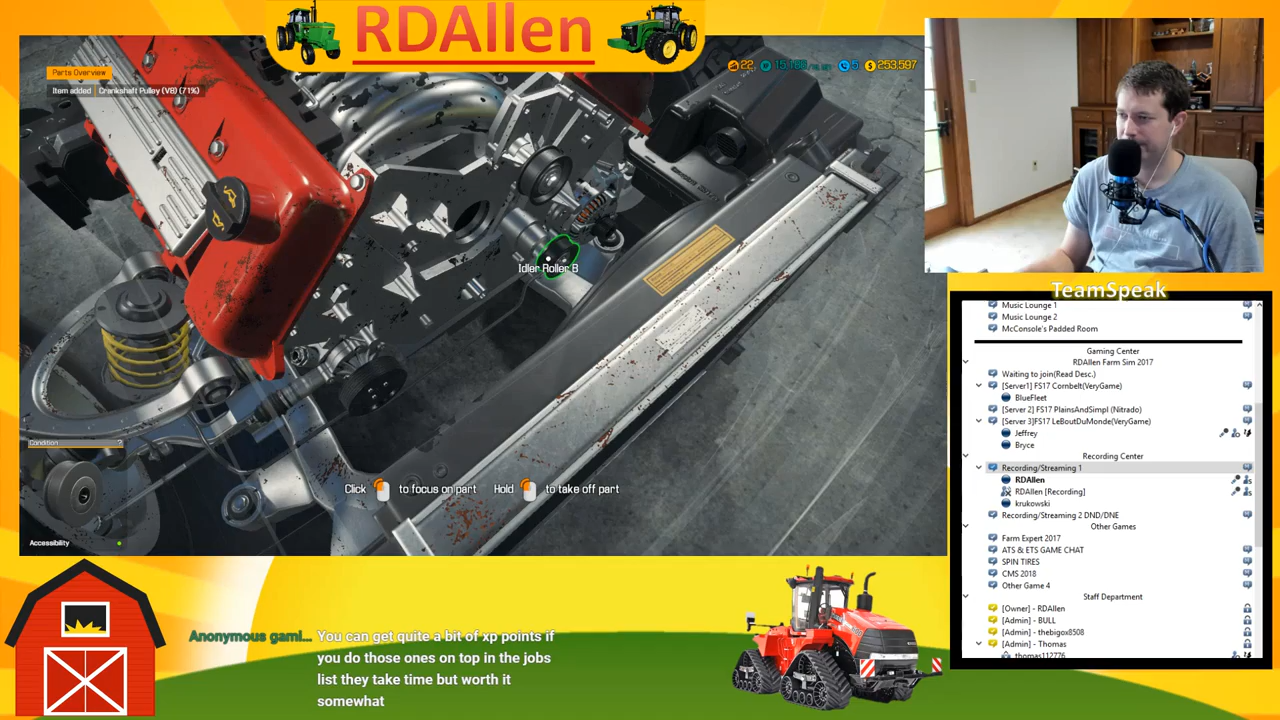 RDAllen
Parts Overview
Item added | Crankshaft Pulley (V8) (71%)
22
5
253,597
Idler Roller B
Condition ?
Click to focus on part Hold to take off part
Accessibility
TeamSpeak
Music Lounge 1
Music Lounge 2
McConsole's Padded Room
Gaming Center
RDAllen Farm Sim 2017
Waiting to join(Read Desc.)
[Server1] FS17 Cornbelt(VeryGame)
BlueFleet
[Server 2] FS17 PlainsAndSimpl (Nitrado)
[Server 3]FS17 LeBoutDuMonde(VeryGame)
Jeffrey
Bryce
Recording Center
Recording/Streaming 1
RDAllen
RDAllen [Recording]
krukowski
Recording/Streaming 2 DND/DNE
Other Games
Farm Expert 2017
ATS & ETS GAME CHAT
SPIN TIRES
CMS 2018
Other Game 4
Staff Department
[Owner] - RDAllen
[Admin] - BULL
[Admin] - thebigox8508
[Admin] - Thomas
thomas112776
Anonymous gami... You can get quite a bit of xp points if
you do those ones on top in the jobs
list they take time but worth it
somewhat